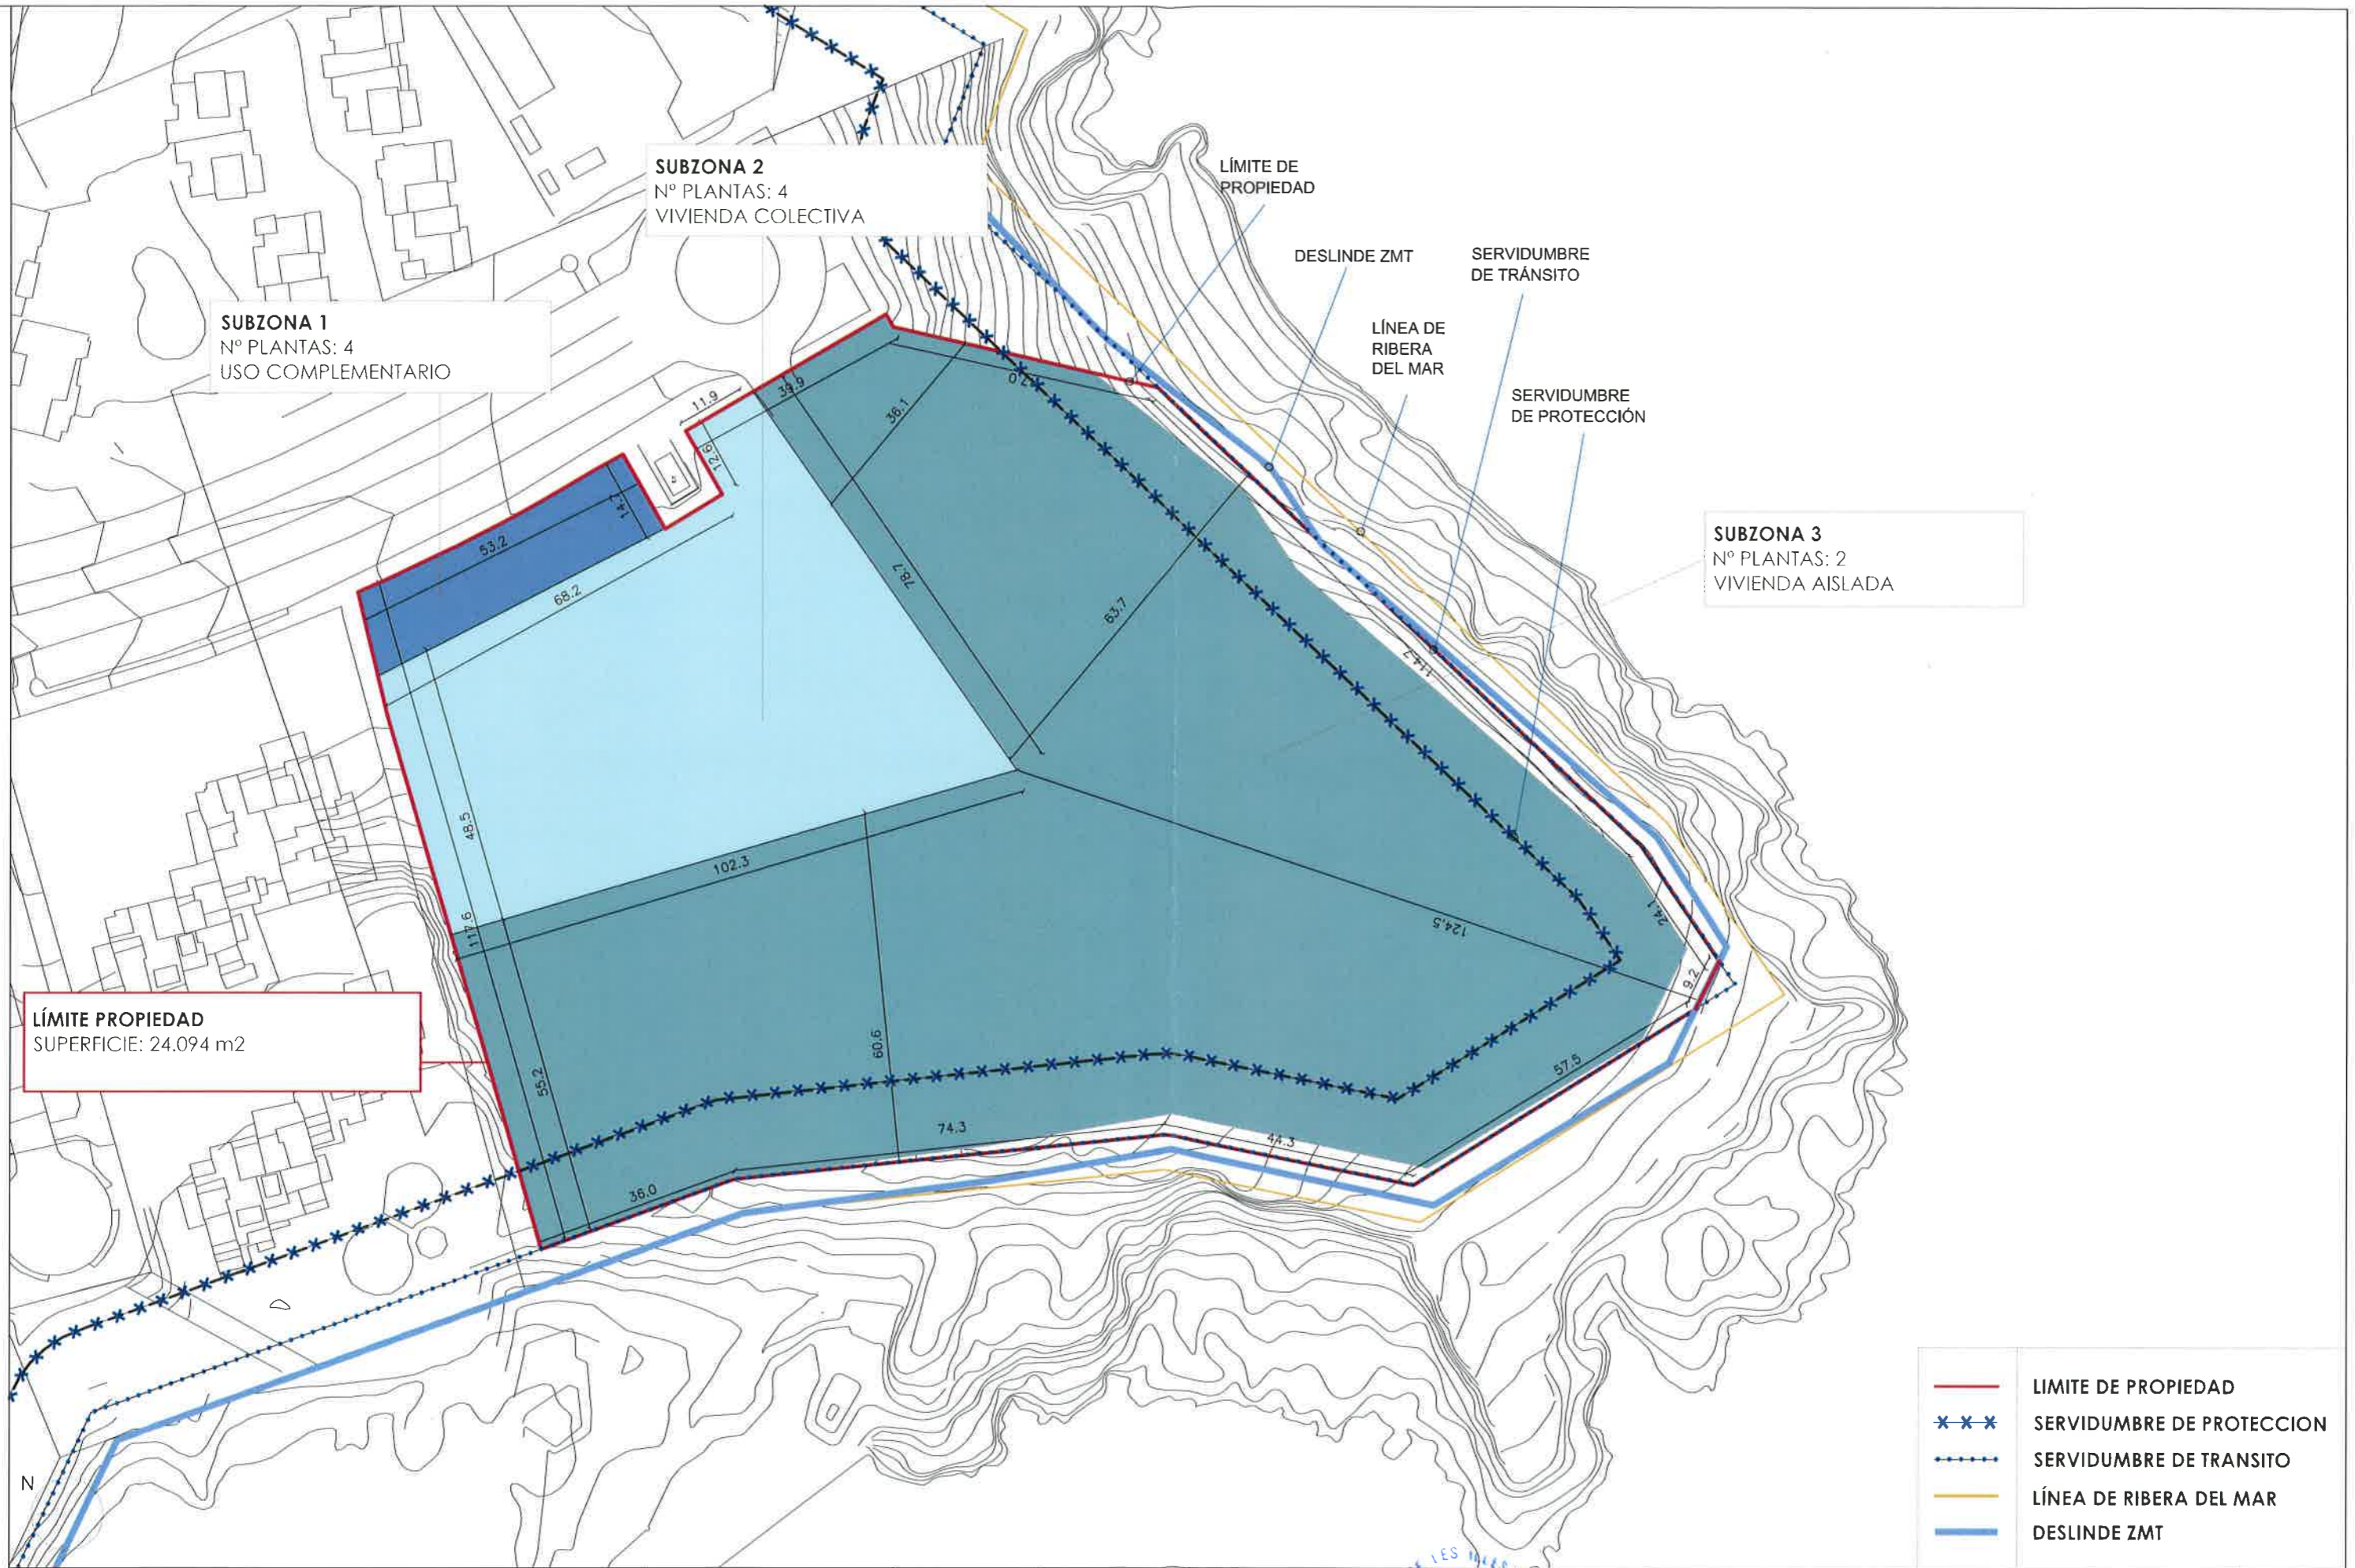 SUBZONA 2
Nº PLANTAS: 4
VIVIENDA COLECTIVA
LÍMITE DE
PROPIEDAD
DESLINDE ZMT
SERVIDUMBRE
DE TRÁNSITO
SUBZONA 1
Nº PLANTAS: 4
USO COMPLEMENTARIO
LÍNEA DE
RIBERA
DEL MAR
SERVIDUMBRE
DE PROTECCIÓN
SUBZONA 3
Nº PLANTAS: 2
VIVIENDA AISLADA
11.9
39.9
36.1
12.6
53.2
68.2
78.7
63.7
114.7
48.5
102.3
117.6
124.5
24.1
9.2
LÍMITE PROPIEDAD
SUPERFICIE: 24.094 m2
60.6
55.2
57.5
74.3
44.3
36.0
N
LIMITE DE PROPIEDAD
SERVIDUMBRE DE PROTECCION
SERVIDUMBRE DE TRANSITO
LÍNEA DE RIBERA DEL MAR
DESLINDE ZMT